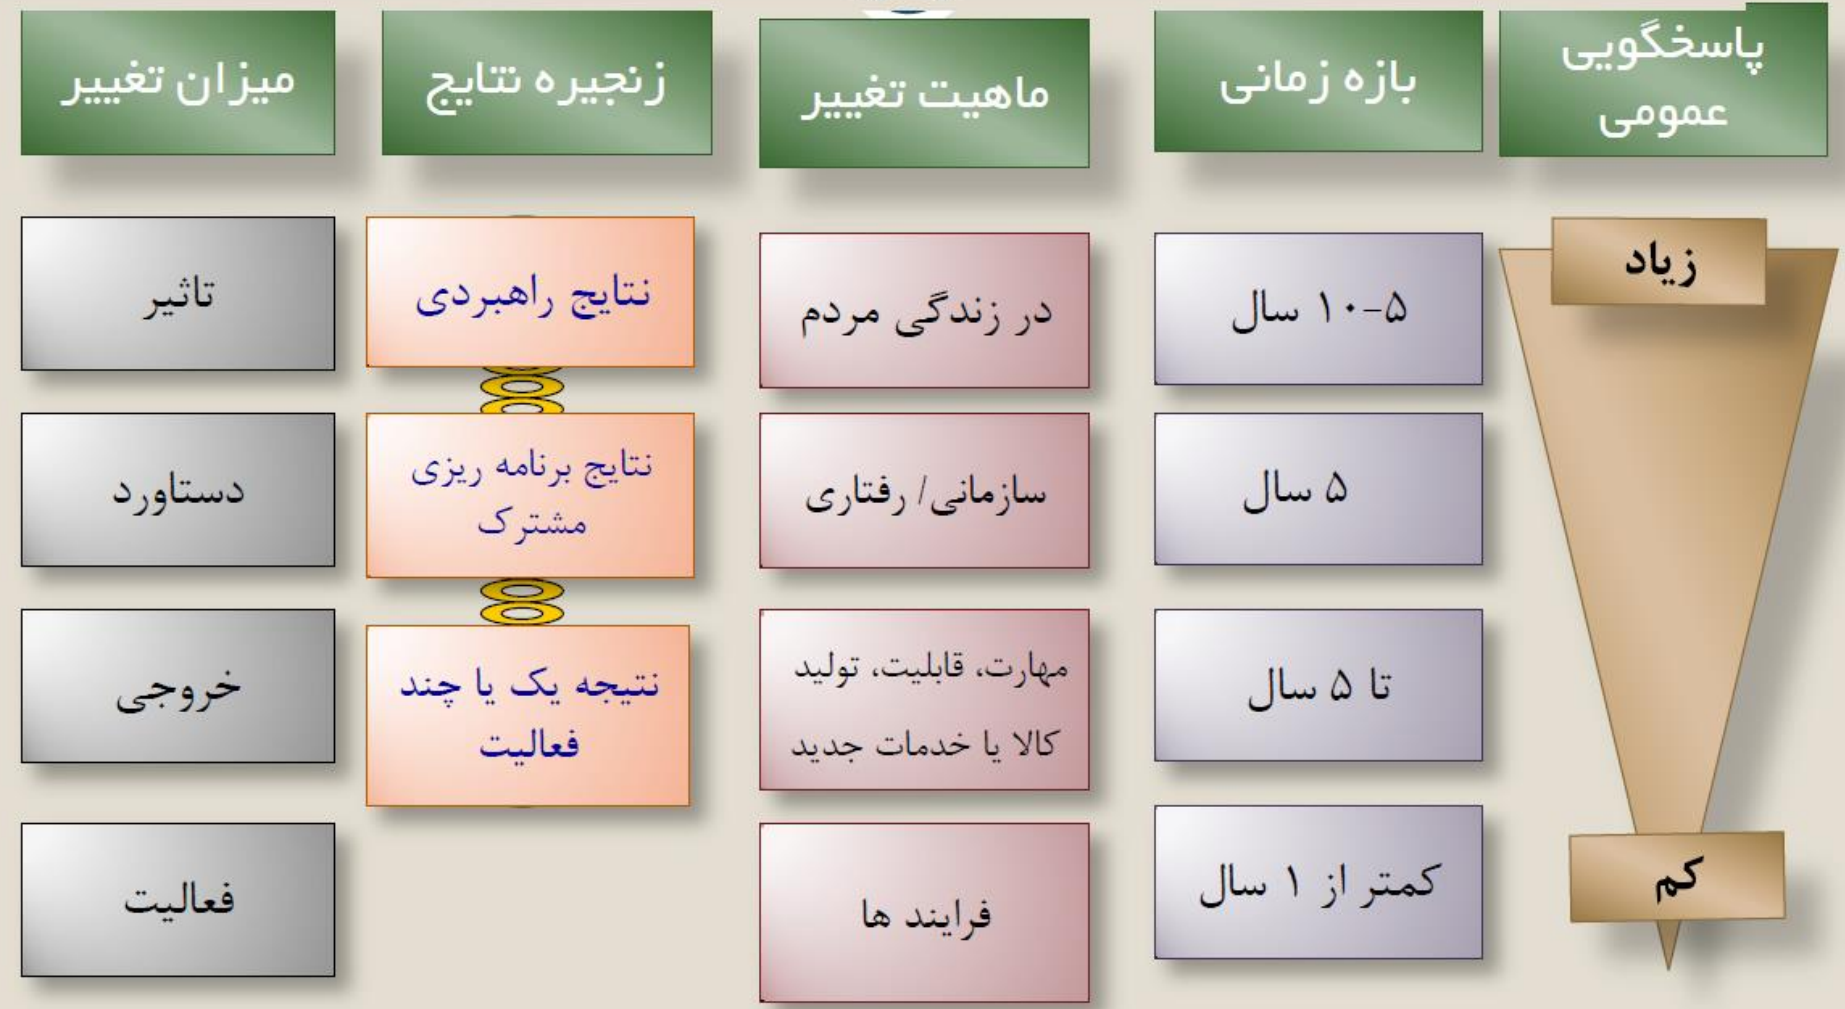 پاسخگویی
عمومی
بازه زمانی
ماهیت تغییر
زنجیره نتایج
میزان تغییر
زیاد
۵-۱۰ سال
در زندگی مردم
نتایج راهبردی
تاثیر
۵ سال
سازمانی/ رفتاری
نتایج برنامه ریزی
مشترک
دستاورد
تا ۵ سال
مهارت، قابلیت، تولید
کالا یا خدمات جدید
نتیجه یک یا چند
فعالیت
خروجی
کم
کمتر از ۱ سال
فرایند ها
فعالیت